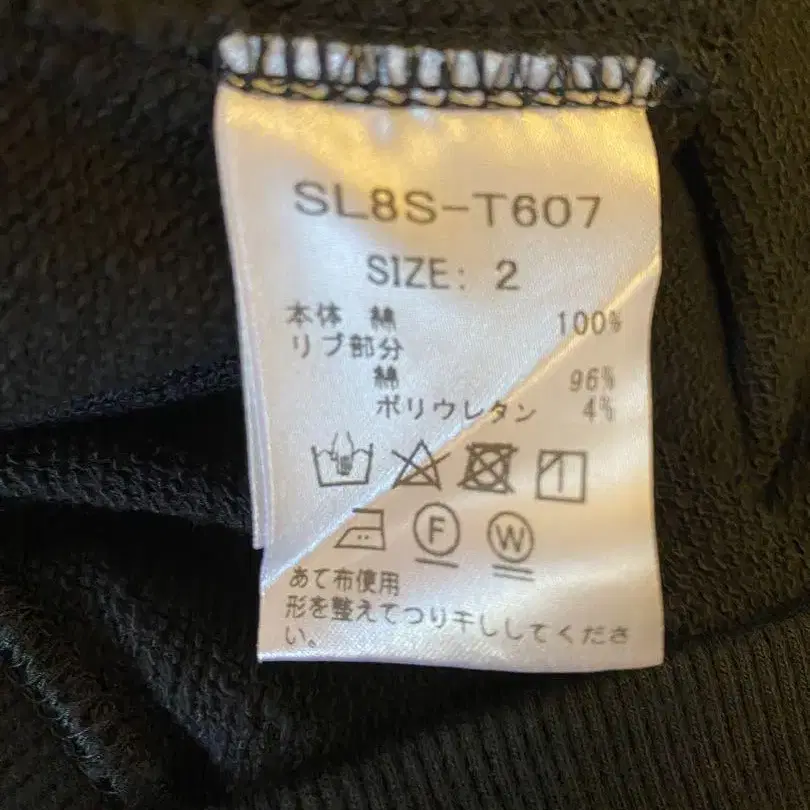 SL8S-T607
SIZE: 2
本体 綿 100%
リブ部分
綿 96%
ポリウレタン 4%
F W
あて布使用
形を整えてつり干ししてくださ
い。